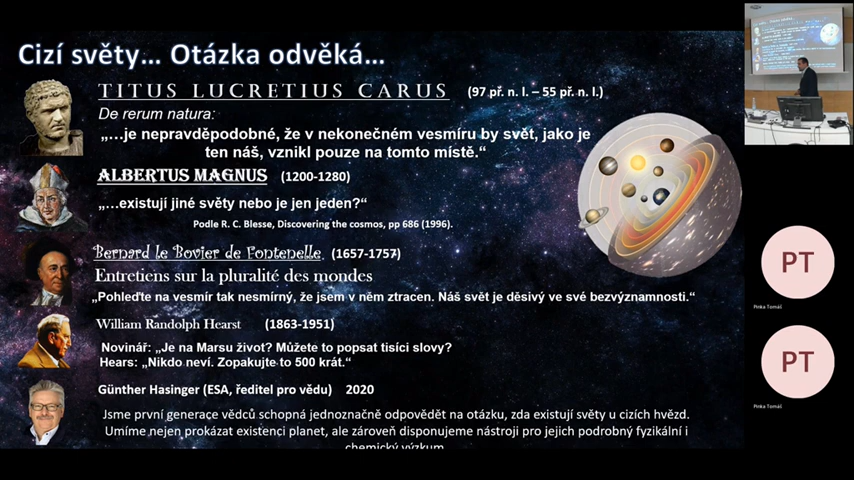 Cizí světy… Otázka odvěká…
TITUS LUCRETIUS CARUS (97 př. n. l. – 55 př. n. l.)
De rerum natura:
„…je nepravděpodobné, že v nekonečném vesmíru by svět, jako je
ten náš, vznikl pouze na tomto místě.“
ALBERTUS MAGNUS (1200-1280)
„…existují jiné světy nebo je jen jeden?“
Podle R. C. Blesse, Discovering the cosmos, pp 686 (1996).
Bernard le Bovier de Fontenelle (1657-1757)
Entretiens sur la pluralité des mondes
„Pohleďte na vesmír tak nesmírný, že jsem v něm ztracen. Náš svět je děsivý ve své bezvýznamnosti.“
William Randolph Hearst (1863-1951)
Novinář: „Je na Marsu život? Můžete to popsat tisíci slovy?
Hears: „Nikdo neví. Zopakujte to 500 krát.“
Günther Hasinger (ESA, ředitel pro vědu) 2020
Jsme první generace vědců schopná jednoznačně odpovědět na otázku, zda existují světy u cizích hvězd.
Umíme nejen prokázat existenci planet, ale zároveň disponujeme nástroji pro jejich podrobný fyzikální i
chemický výzkum
PT
Pinka Tomáš
PT
Pinka Tomáš